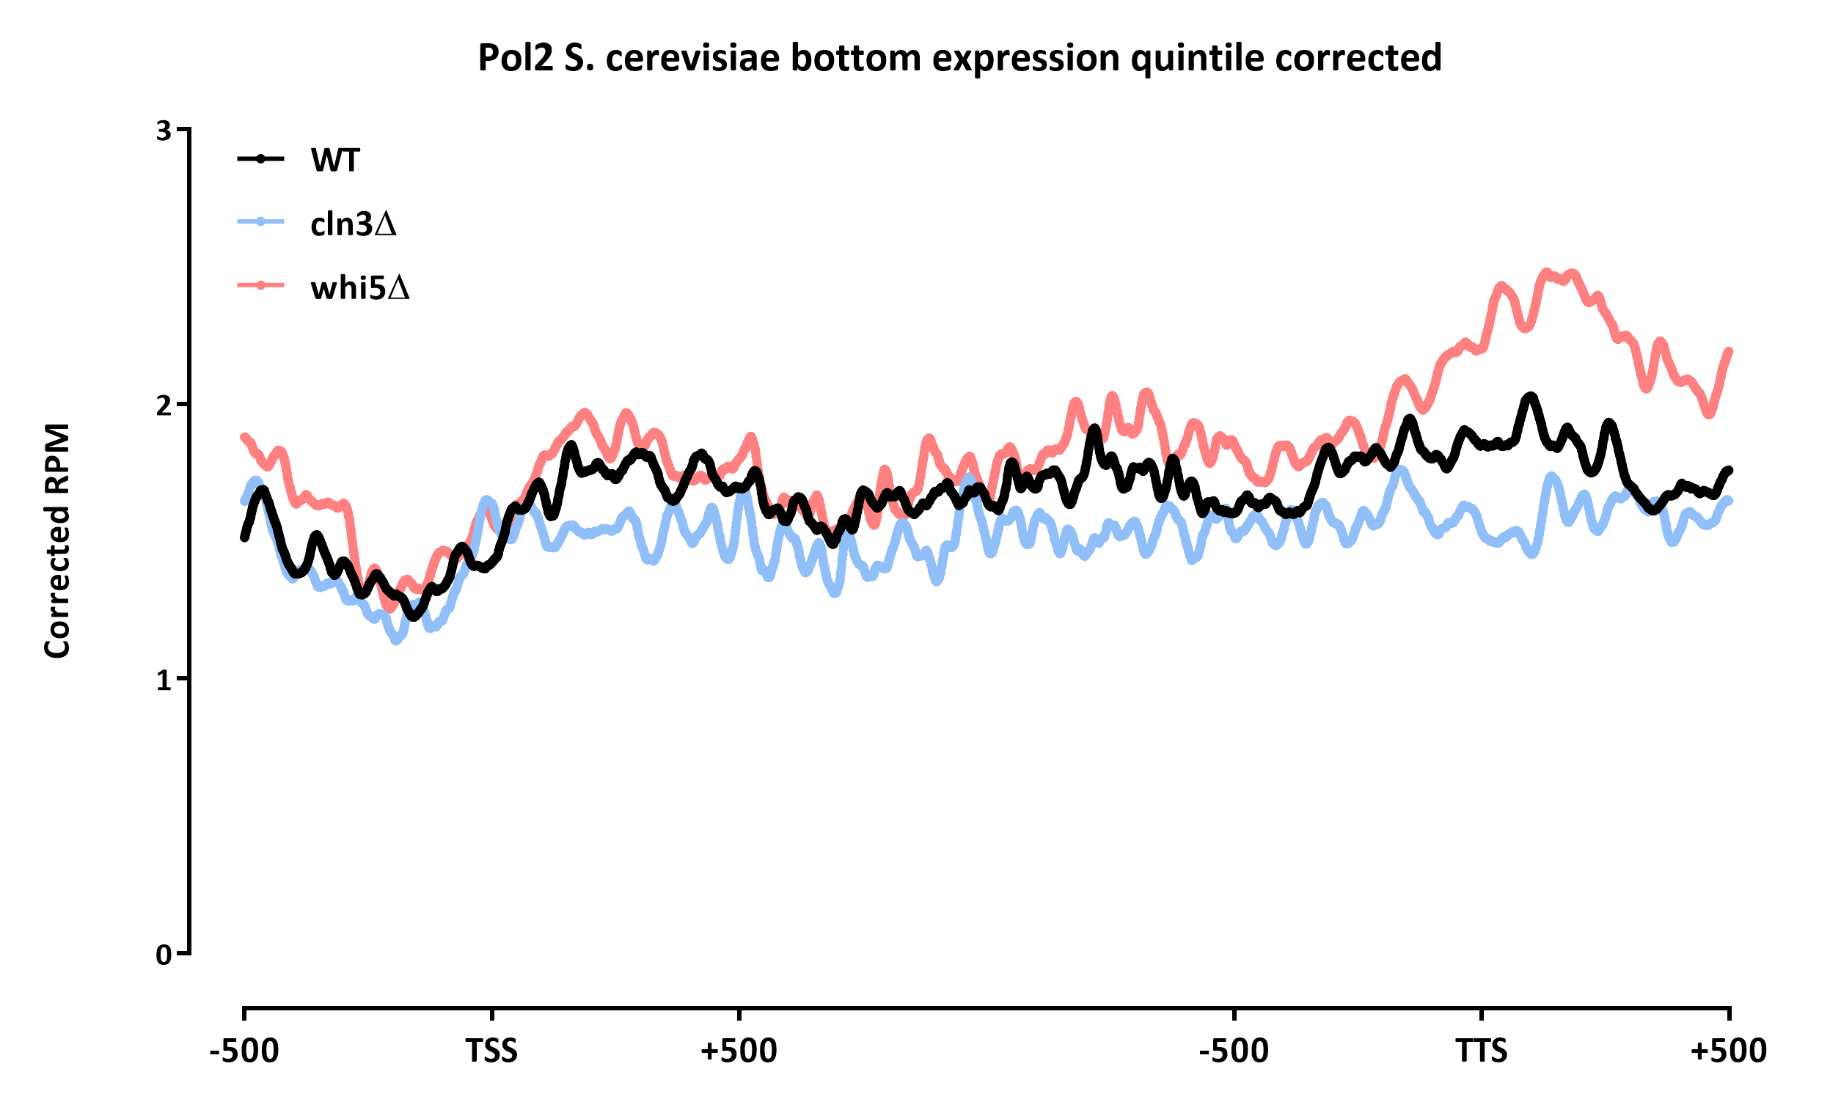 Pol2 S. cerevisiae bottom expression quintile corrected
3
WT
cln3Δ
whi5Δ
2
Corrected RPM
1
0
-500 TSS +500 -500 TTS +500